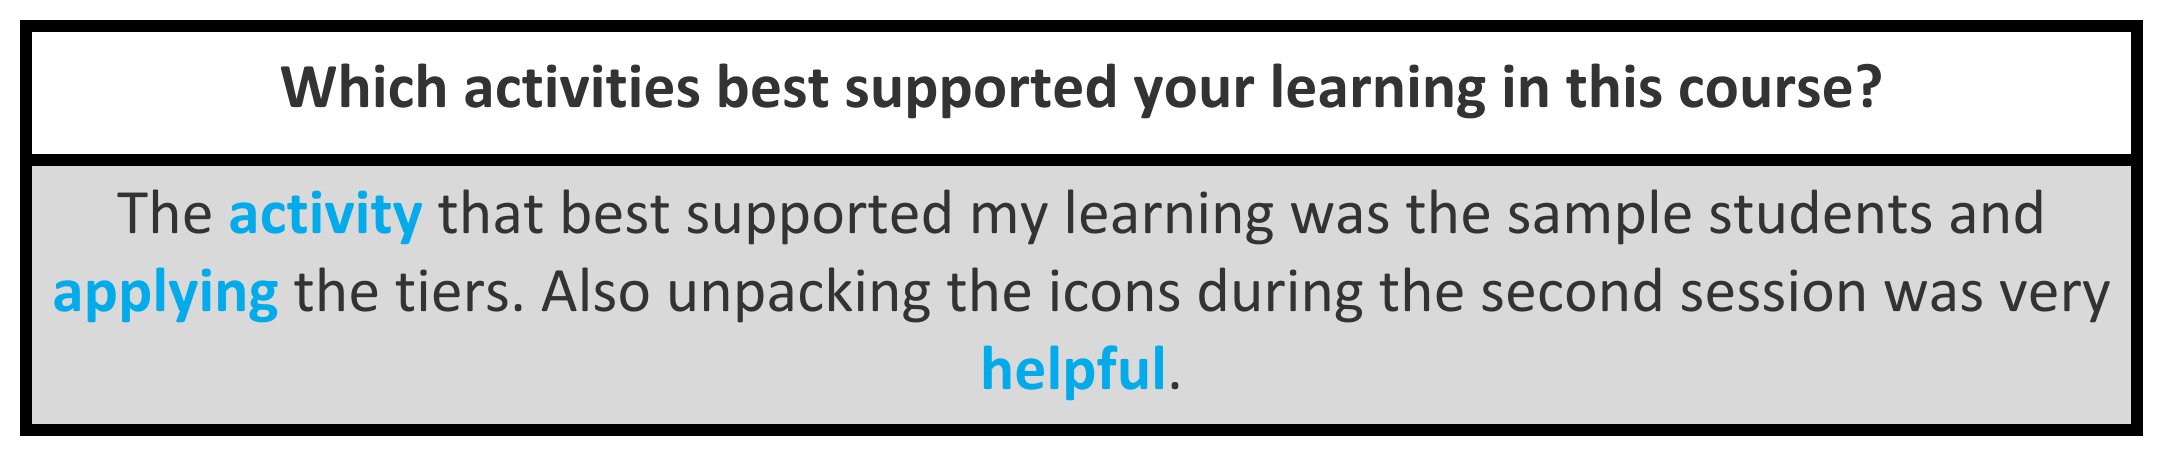 Which activities best supported your learning in this course?
The activity that best supported my learning was the sample students and
applying the tiers. Also unpacking the icons during the second session was very
helpful.